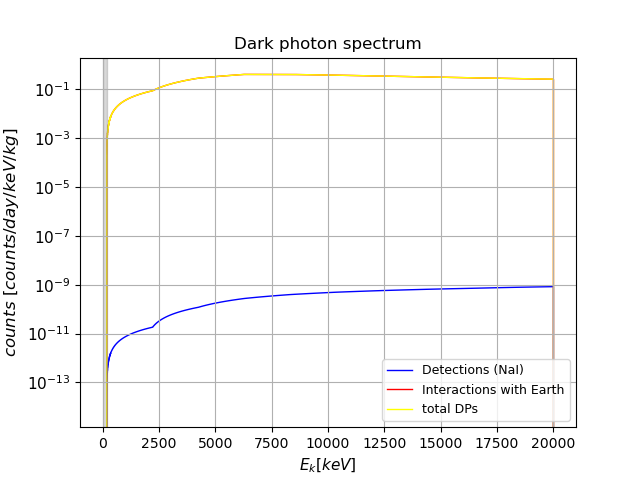 Dark photon spectrum
counts [counts/day/keV/kg]
10⁻¹
10⁻³
10⁻⁵
10⁻⁷
10⁻⁹
10⁻¹¹
10⁻¹³
Detections (NaI)
Interactions with Earth
total DPs
0 2500 5000 7500 10000 12500 15000 17500 20000
E_k[keV]